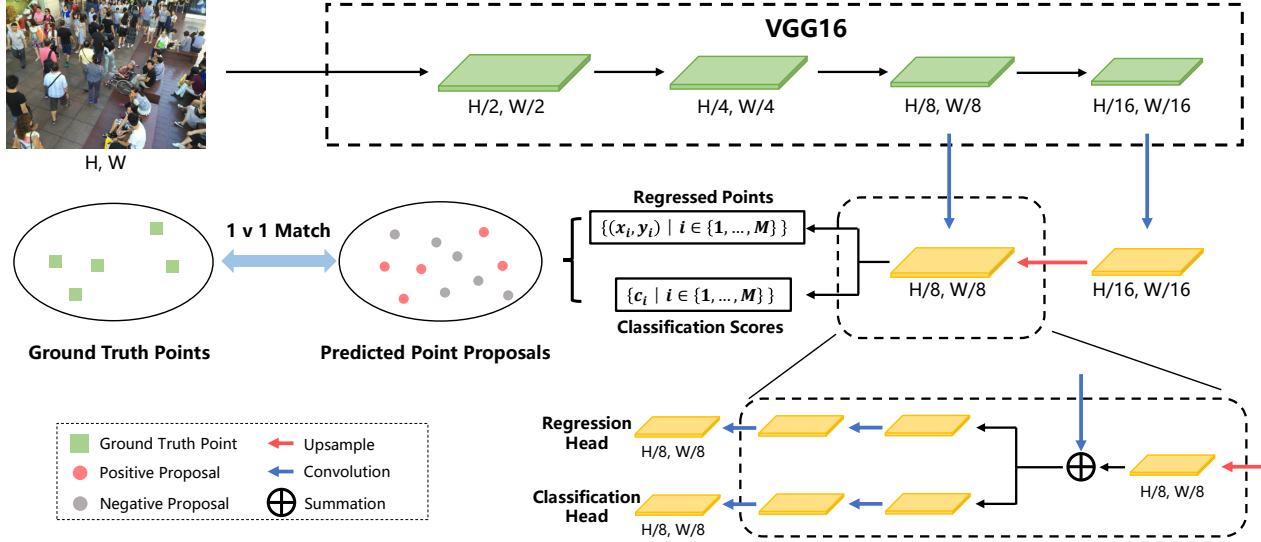 VGG16
H/2, W/2
H/4, W/4
H/8, W/8
H/16, W/16
H, W
Regressed Points
{(xᵢ, yᵢ) | i ∈ {1, ..., M} }
1 v 1 Match
{cᵢ | i ∈ {1, ..., M} }
Classification Scores
H/8, W/8
H/16, W/16
Ground Truth Points
Predicted Point Proposals
Ground Truth Point
Positive Proposal
Negative Proposal
Upsample
Convolution
Summation
Regression
Head
H/8, W/8
H/8, W/8
Classification
Head
H/8, W/8